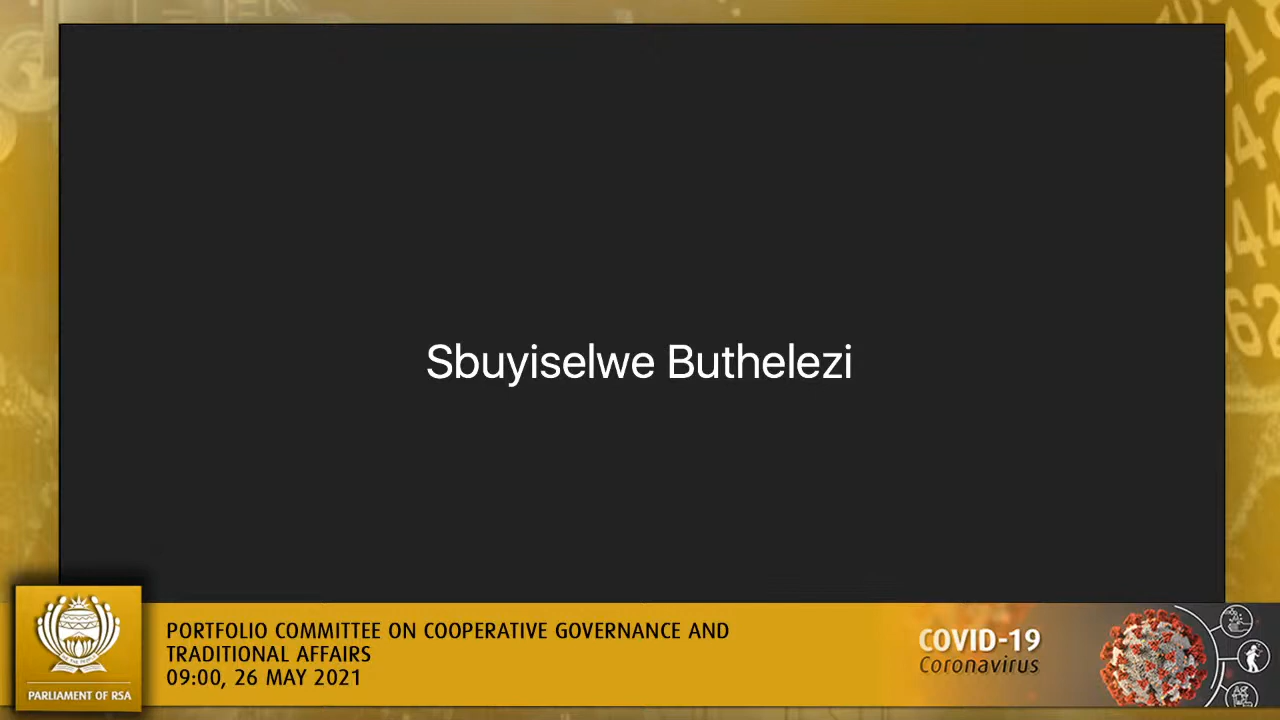 Sbuyiselwe Buthelezi
PORTFOLIO COMMITTEE ON COOPERATIVE GOVERNANCE AND
TRADITIONAL AFFAIRS
09:00, 26 MAY 2021
PARLIAMENT OF RSA
COVID-19
Coronavirus